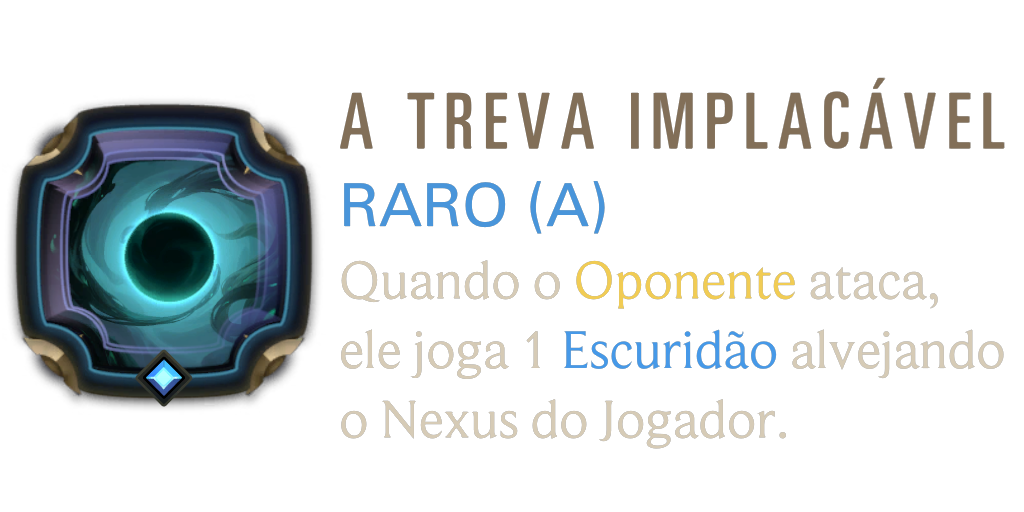 A TREVA IMPLACÁVEL
RARO (A)
Quando o Oponente ataca,
ele joga 1 Escuridão alvejando
o Nexus do Jogador.